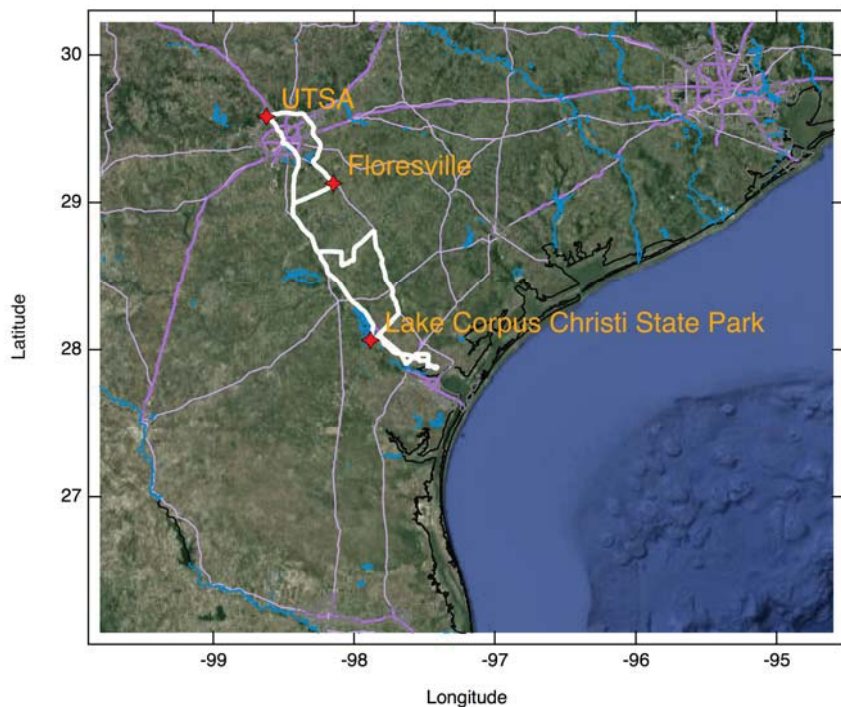 30
UTSA
Floresville
29
Latitude
Lake Corpus Christi State Park
28
27
-99
-98
-97
-96
-95
Longitude